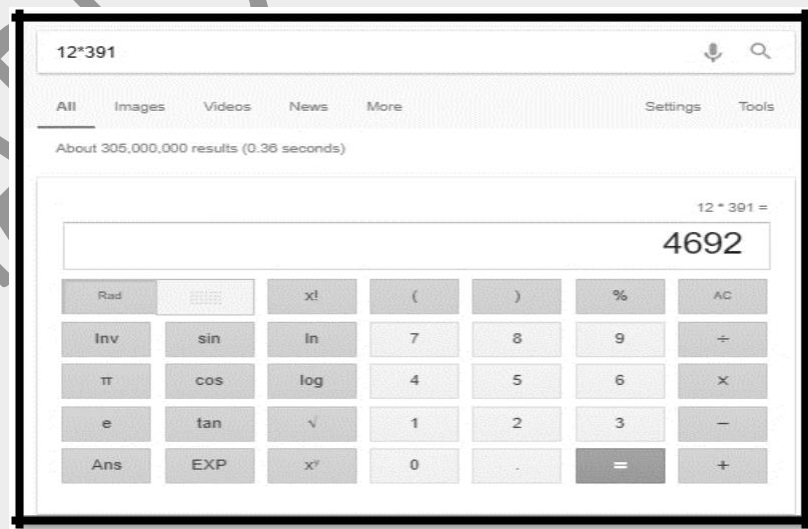 12*391
All Images Videos News More Settings Tools
About 305,000,000 results (0.36 seconds)
12 * 391 =
4692
Rad x! ( ) % AC
Inv sin ln 7 8 9 ÷
π cos log 4 5 6 ×
e tan √ 1 2 3 −
Ans EXP xʸ 0 . = +